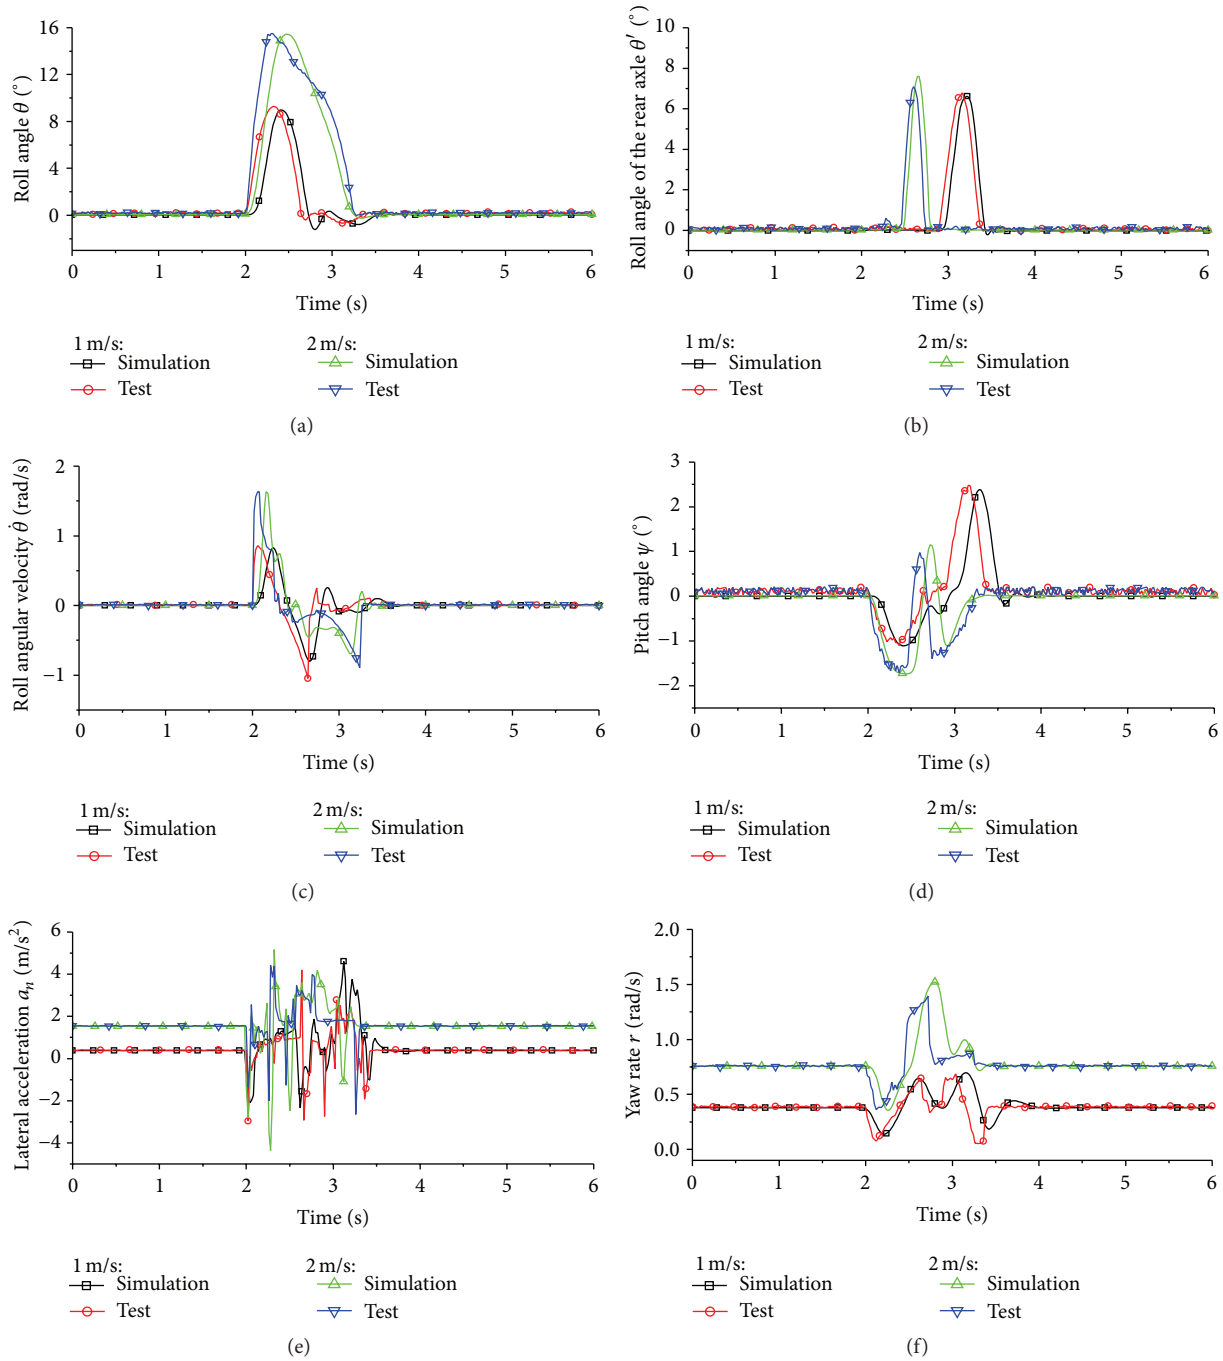 Roll angle θ (°)
16
12
8
4
0
0 1 2 3 4 5 6
Time (s)
1 m/s:
Simulation
Test
2 m/s:
Simulation
Test
(a)
Roll angle of the rear axle θ′ (°)
10
8
6
4
2
0
0 1 2 3 4 5 6
Time (s)
1 m/s:
Simulation
Test
2 m/s:
Simulation
Test
(b)
Roll angular velocity θ̇ (rad/s)
2
1
0
−1
0 1 2 3 4 5 6
Time (s)
1 m/s:
Simulation
Test
2 m/s:
Simulation
Test
(c)
Pitch angle ψ (°)
3
2
1
0
−1
−2
0 1 2 3 4 5 6
Time (s)
1 m/s:
Simulation
Test
2 m/s:
Simulation
Test
(d)
Lateral acceleration aₙ (m/s²)
6
4
2
0
−2
−4
0 1 2 3 4 5 6
Time (s)
1 m/s:
Simulation
Test
2 m/s:
Simulation
Test
(e)
Yaw rate r (rad/s)
2.0
1.5
1.0
0.5
0.0
0 1 2 3 4 5 6
Time (s)
1 m/s:
Simulation
Test
2 m/s:
Simulation
Test
(f)